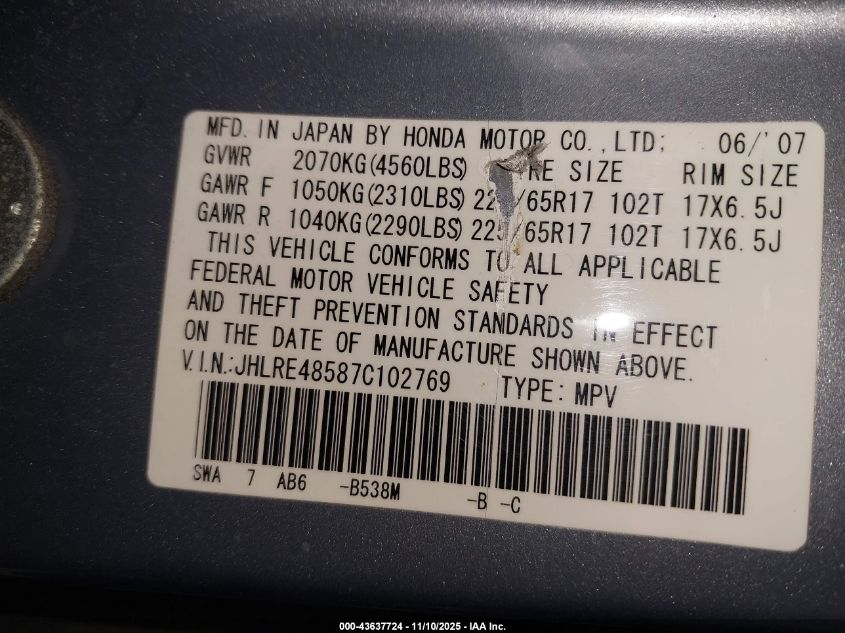 MFD. IN JAPAN BY HONDA MOTOR CO., LTD; 06/'07
GVWR 2070KG(4560LBS) SIZE RIM SIZE
GAWR F 1050KG(2310LBS) /65R17 102T 17X6.5J
GAWR R 1040KG(2290LBS) 225/65R17 102T 17X6.5J
THIS VEHICLE CONFORMS TO ALL APPLICABLE
FEDERAL MOTOR VEHICLE SAFETY
AND THEFT PREVENTION STANDARDS IN EFFECT
ON THE DATE OF MANUFACTURE SHOWN ABOVE.
V.I.N.:JHLRE48587C102769 TYPE: MPV
SWA 7 AB6 -B538M -B -C
000-43637724 — 11/10/2025 — IAA Inc.